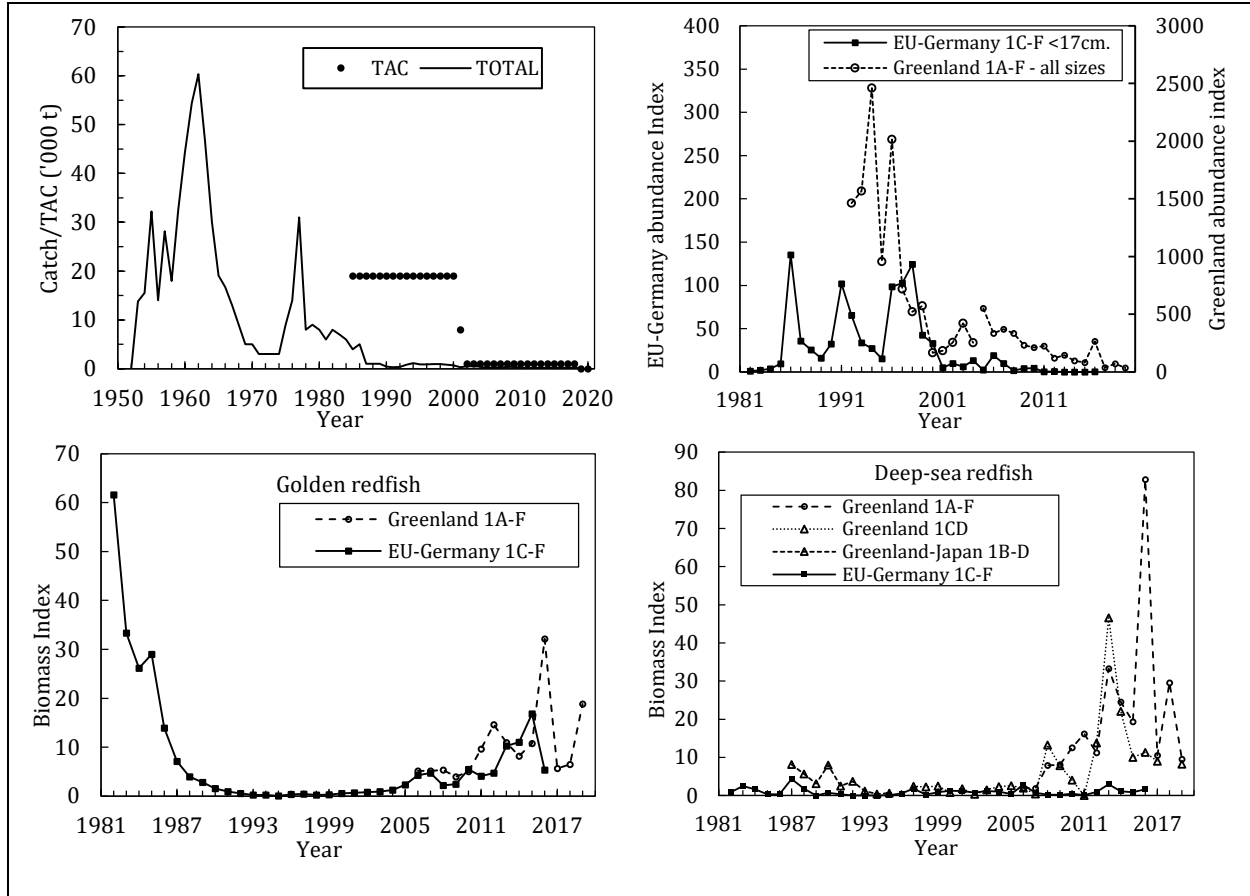 70
60
50
40
30
20
10
0
Catch/TAC ('000 t)
TAC
TOTAL
1950 1960 1970 1980 1990 2000 2010 2020
Year
400
350
300
250
200
150
100
50
0
EU-Germany abundance Index
EU-Germany 1C-F <17cm.
Greenland 1A-F - all sizes
3000
2500
2000
1500
1000
500
0
Greenland abundance index
1981 1991 2001 2011
Year
70
60
50
40
30
20
10
0
Biomass Index
Golden redfish
Greenland 1A-F
EU-Germany 1C-F
1981 1987 1993 1999 2005 2011 2017
Year
90
80
70
60
50
40
30
20
10
0
Biomass Index
Deep-sea redfish
Greenland 1A-F
Greenland 1CD
Greenland-Japan 1B-D
EU-Germany 1C-F
1981 1987 1993 1999 2005 2011 2017
Year